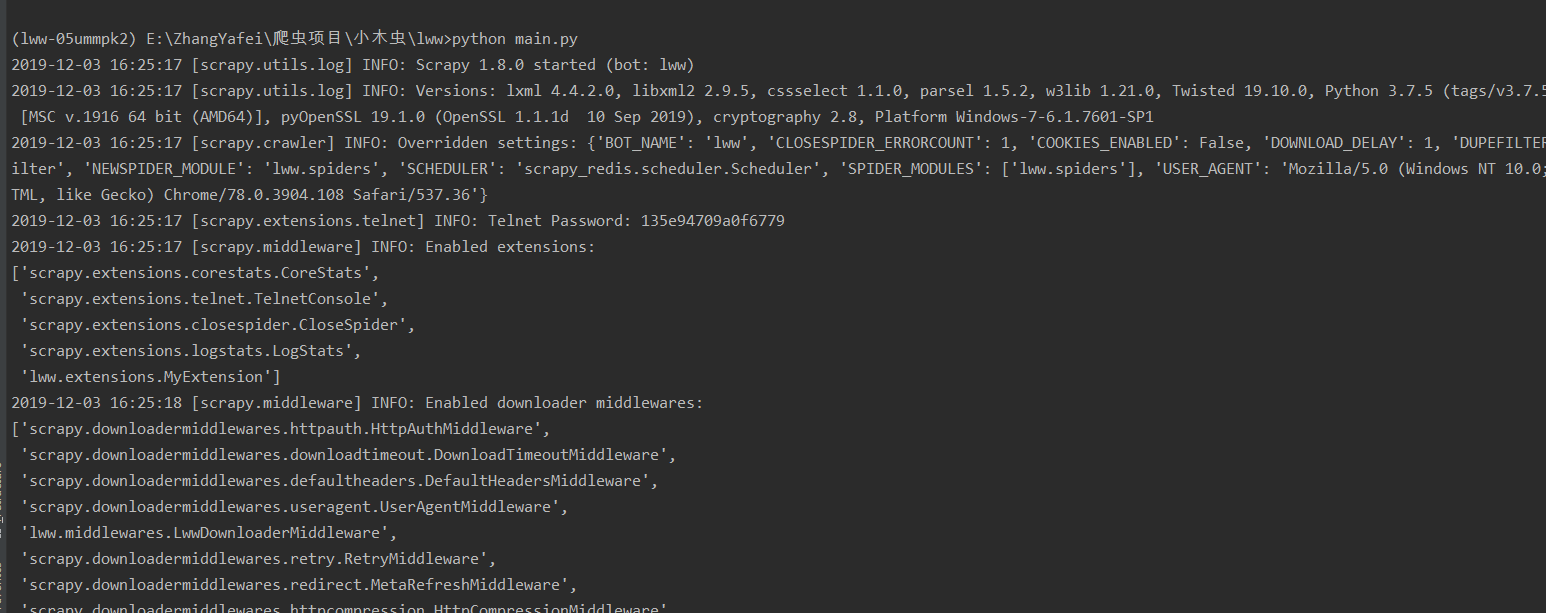 (lww-05ummpk2) E:\ZhangYafei\爬虫项目\小木虫\lww>python main.py
2019-12-03 16:25:17 [scrapy.utils.log] INFO: Scrapy 1.8.0 started (bot: lww)
2019-12-03 16:25:17 [scrapy.utils.log] INFO: Versions: lxml 4.4.2.0, libxml2 2.9.5, cssselect 1.1.0, parsel 1.5.2, w3lib 1.21.0, Twisted 19.10.0, Python 3.7.5 (tags/v3.7.5
[MSC v.1916 64 bit (AMD64)], pyOpenSSL 19.1.0 (OpenSSL 1.1.1d  10 Sep 2019), cryptography 2.8, Platform Windows-7-6.1.7601-SP1
2019-12-03 16:25:17 [scrapy.crawler] INFO: Overridden settings: {'BOT_NAME': 'lww', 'CLOSESPIDER_ERRORCOUNT': 1, 'COOKIES_ENABLED': False, 'DOWNLOAD_DELAY': 1, 'DUPEFILTER
ilter', 'NEWSPIDER_MODULE': 'lww.spiders', 'SCHEDULER': 'scrapy_redis.scheduler.Scheduler', 'SPIDER_MODULES': ['lww.spiders'], 'USER_AGENT': 'Mozilla/5.0 (Windows NT 10.0;
TML, like Gecko) Chrome/78.0.3904.108 Safari/537.36'}
2019-12-03 16:25:17 [scrapy.extensions.telnet] INFO: Telnet Password: 135e94709a0f6779
2019-12-03 16:25:17 [scrapy.middleware] INFO: Enabled extensions:
['scrapy.extensions.corestats.CoreStats',
'scrapy.extensions.telnet.TelnetConsole',
'scrapy.extensions.closespider.CloseSpider',
'scrapy.extensions.logstats.LogStats',
'lww.extensions.MyExtension']
2019-12-03 16:25:18 [scrapy.middleware] INFO: Enabled downloader middlewares:
['scrapy.downloadermiddlewares.httpauth.HttpAuthMiddleware',
'scrapy.downloadermiddlewares.downloadtimeout.DownloadTimeoutMiddleware',
'scrapy.downloadermiddlewares.defaultheaders.DefaultHeadersMiddleware',
'scrapy.downloadermiddlewares.useragent.UserAgentMiddleware',
'lww.middlewares.LwwDownloaderMiddleware',
'scrapy.downloadermiddlewares.retry.RetryMiddleware',
'scrapy.downloadermiddlewares.redirect.MetaRefreshMiddleware',
'scrapy.downloadermiddlewares.httpcompression.HttpCompressionMiddleware'